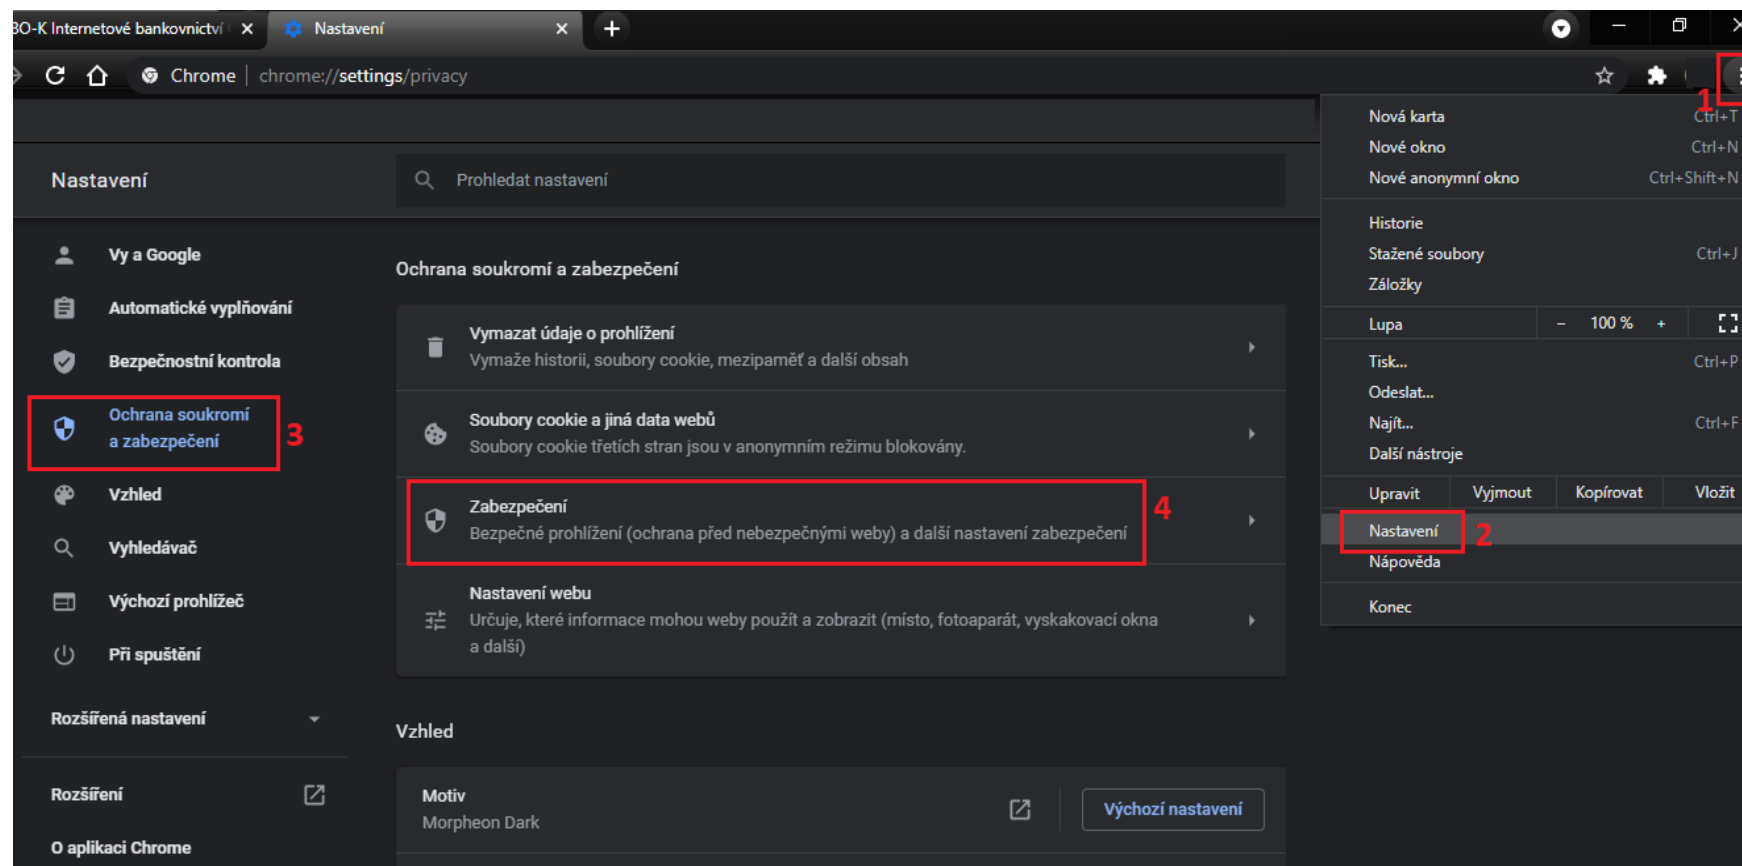 BO-K Internetové bankovnictví
Nastavení
Chrome | chrome://settings/privacy
1
Nastavení
Prohledat nastavení
Vy a Google
Automatické vyplňování
Bezpečnostní kontrola
Ochrana soukromí
a zabezpečení
3
Vzhled
Vyhledávač
Výchozí prohlížeč
Při spuštění
Rozšířená nastavení
Rozšíření
O aplikaci Chrome
Ochrana soukromí a zabezpečení
Vymazat údaje o prohlížení
Vymaže historii, soubory cookie, mezipaměť a další obsah
Soubory cookie a jiná data webů
Soubory cookie třetích stran jsou v anonymním režimu blokovány.
Zabezpečení
4
Bezpečné prohlížení (ochrana před nebezpečnými weby) a další nastavení zabezpečení
Nastavení webu
Určuje, které informace mohou weby použít a zobrazit (místo, fotoaparát, vyskakovací okna
a další)
Vzhled
Motiv
Morpheon Dark
Výchozí nastavení
Nová karta Ctrl+T
Nové okno Ctrl+N
Nové anonymní okno Ctrl+Shift+N
Historie
Stažené soubory Ctrl+J
Záložky
Lupa - 100 % +
Tisk... Ctrl+P
Odeslat...
Najít... Ctrl+F
Další nástroje
Upravit Vyjmout Kopírovat Vložit
Nastavení 2
Nápověda
Konec